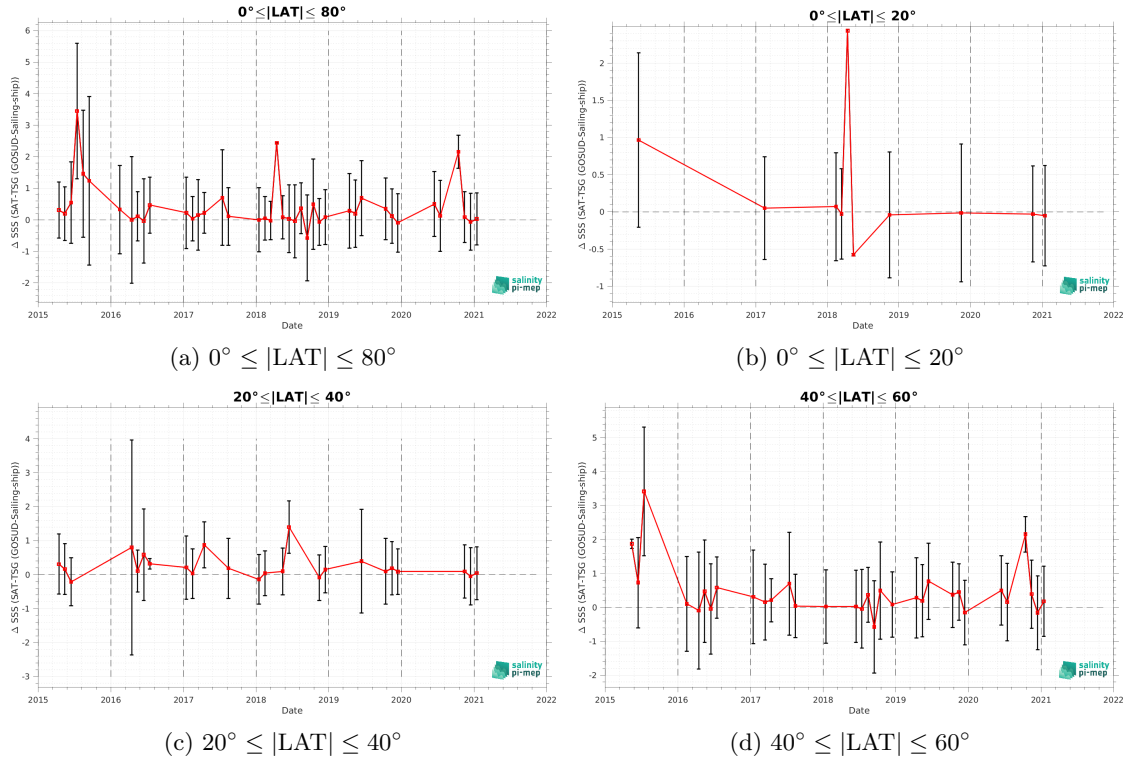 0°≤|LAT|≤ 80°
Δ SSS (SAT-TSG (GOSUD-Sailing-ship))
6
5
4
3
2
1
0
-1
-2
2015 2016 2017 2018 2019 2020 2021 2022
Date
salinity
pi-mep
(a) 0° ≤ |LAT| ≤ 80°
0°≤|LAT|≤ 20°
Δ SSS (SAT-TSG (GOSUD-Sailing-ship))
2
1.5
1
0.5
0
-0.5
-1
2015 2016 2017 2018 2019 2020 2021 2022
Date
salinity
pi-mep
(b) 0° ≤ |LAT| ≤ 20°
20°≤|LAT|≤ 40°
Δ SSS (SAT-TSG (GOSUD-Sailing-ship))
4
3
2
1
0
-1
-2
-3
2015 2016 2017 2018 2019 2020 2021 2022
Date
salinity
pi-mep
(c) 20° ≤ |LAT| ≤ 40°
40°≤|LAT|≤ 60°
Δ SSS (SAT-TSG (GOSUD-Sailing-ship))
5
4
3
2
1
0
-1
-2
2015 2016 2017 2018 2019 2020 2021 2022
Date
salinity
pi-mep
(d) 40° ≤ |LAT| ≤ 60°